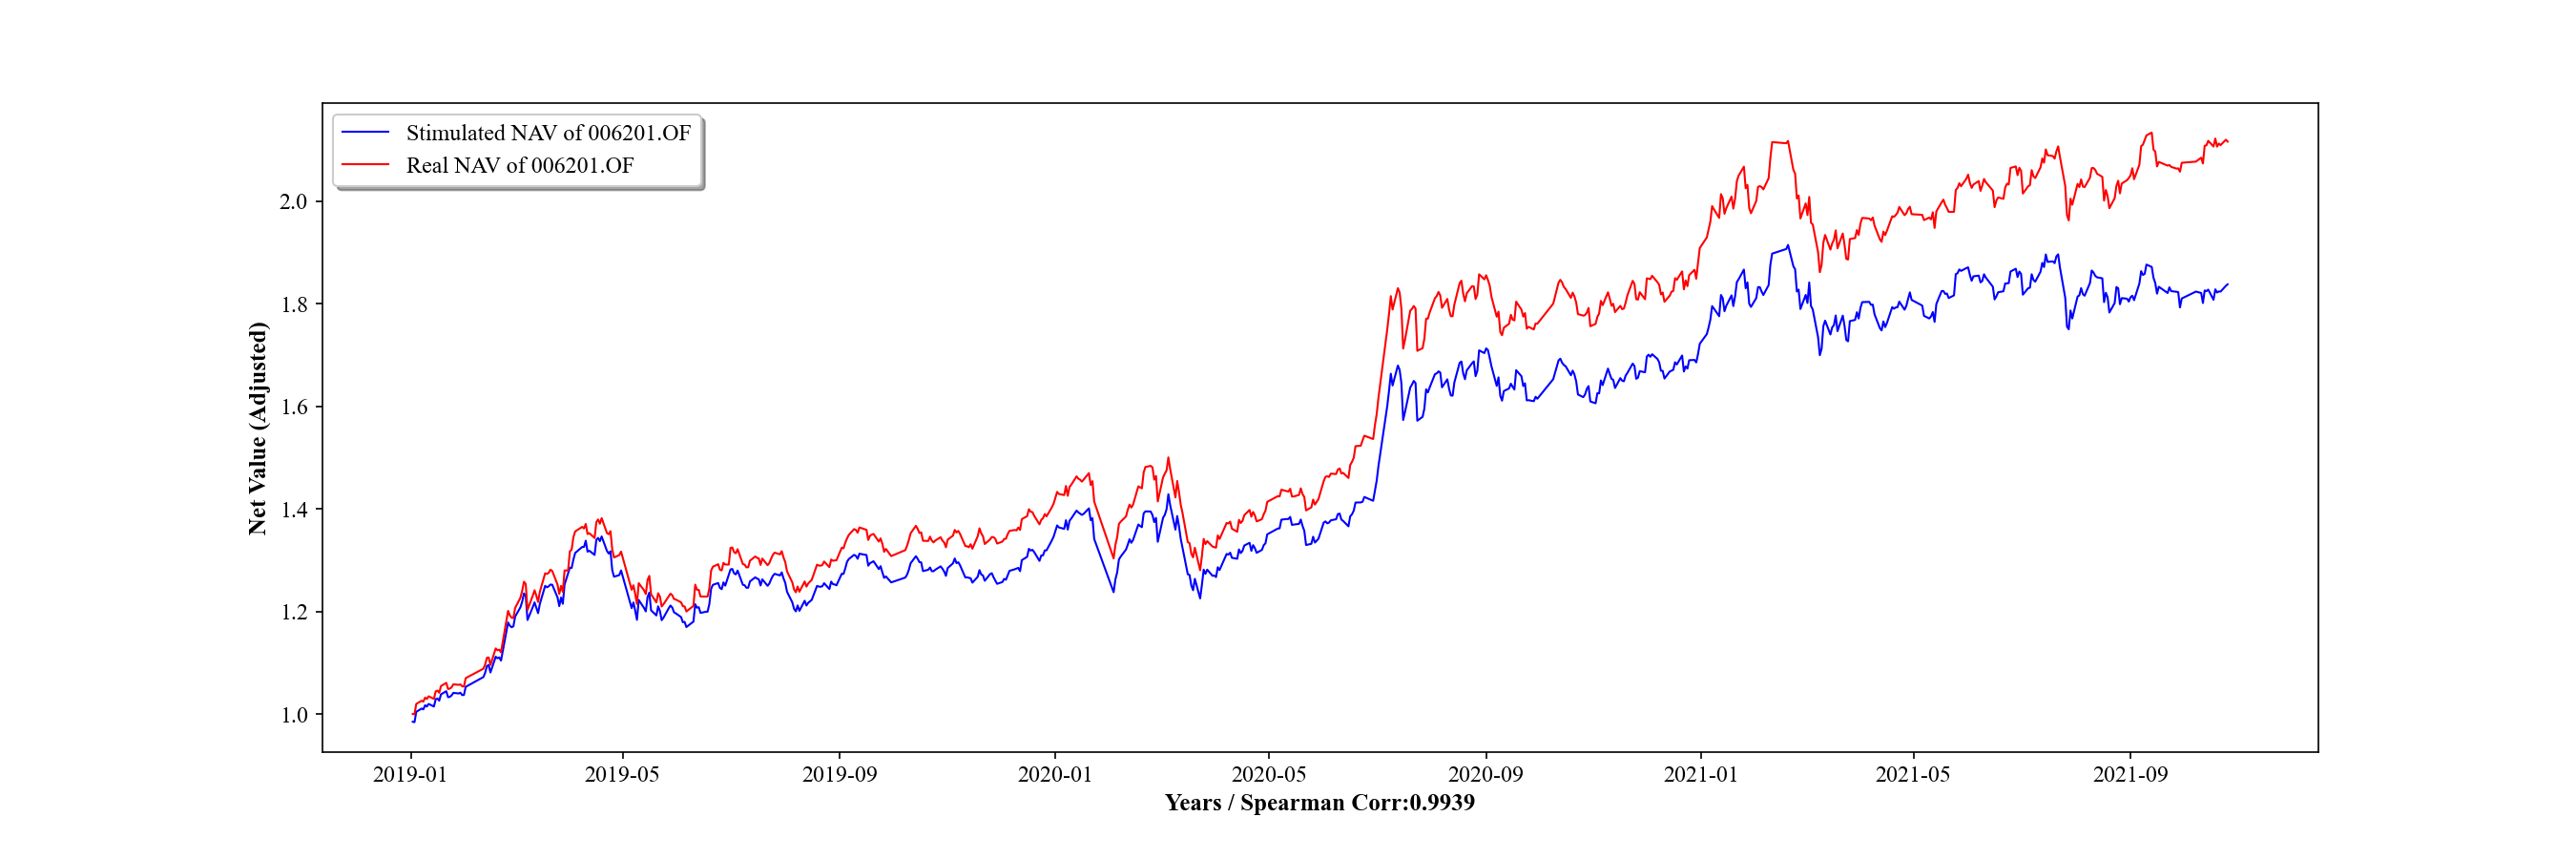 Stimulated NAV of 006201.OF
Real NAV of 006201.OF
Net Value (Adjusted)
2.0
1.8
1.6
1.4
1.2
1.0
2019-01 2019-05 2019-09 2020-01 2020-05 2020-09 2021-01 2021-05 2021-09
Years / Spearman Corr:0.9939